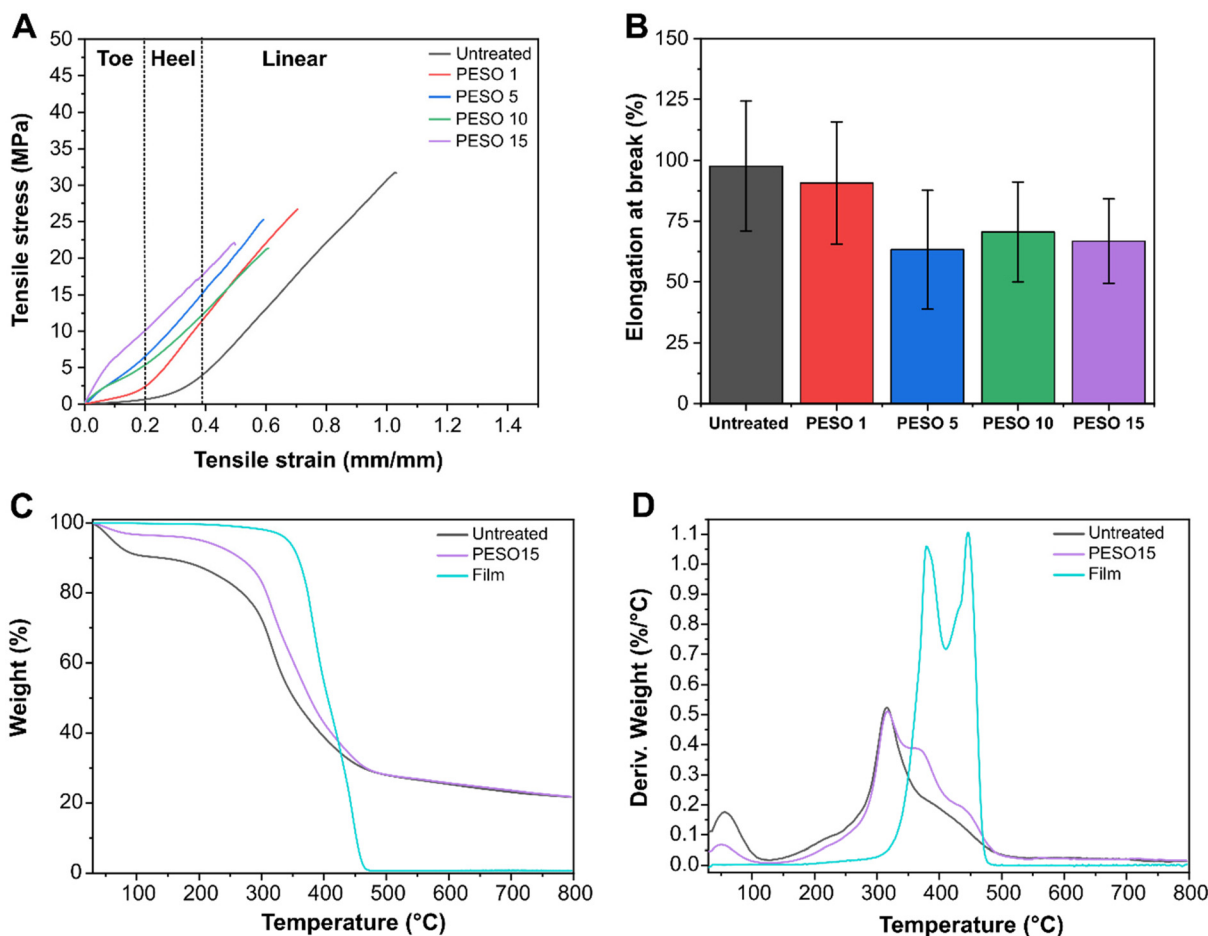 A
50
45
40
35
30
25
20
15
10
5
0
Tensile stress (MPa)
Toe Heel Linear
Untreated
PESO 1
PESO 5
PESO 10
PESO 15
0.0 0.2 0.4 0.6 0.8 1.0 1.2 1.4
Tensile strain (mm/mm)
B
150
125
100
75
50
25
0
Elongation at break (%)
Untreated PESO 1 PESO 5 PESO 10 PESO 15
C
100
80
60
40
20
0
Weight (%)
Untreated
PESO15
Film
100 200 300 400 500 600 700 800
Temperature (°C)
D
1.1
1.0
0.9
0.8
0.7
0.6
0.5
0.4
0.3
0.2
0.1
0.0
Deriv. Weight (%/°C)
Untreated
PESO15
Film
100 200 300 400 500 600 700 800
Temperature (°C)